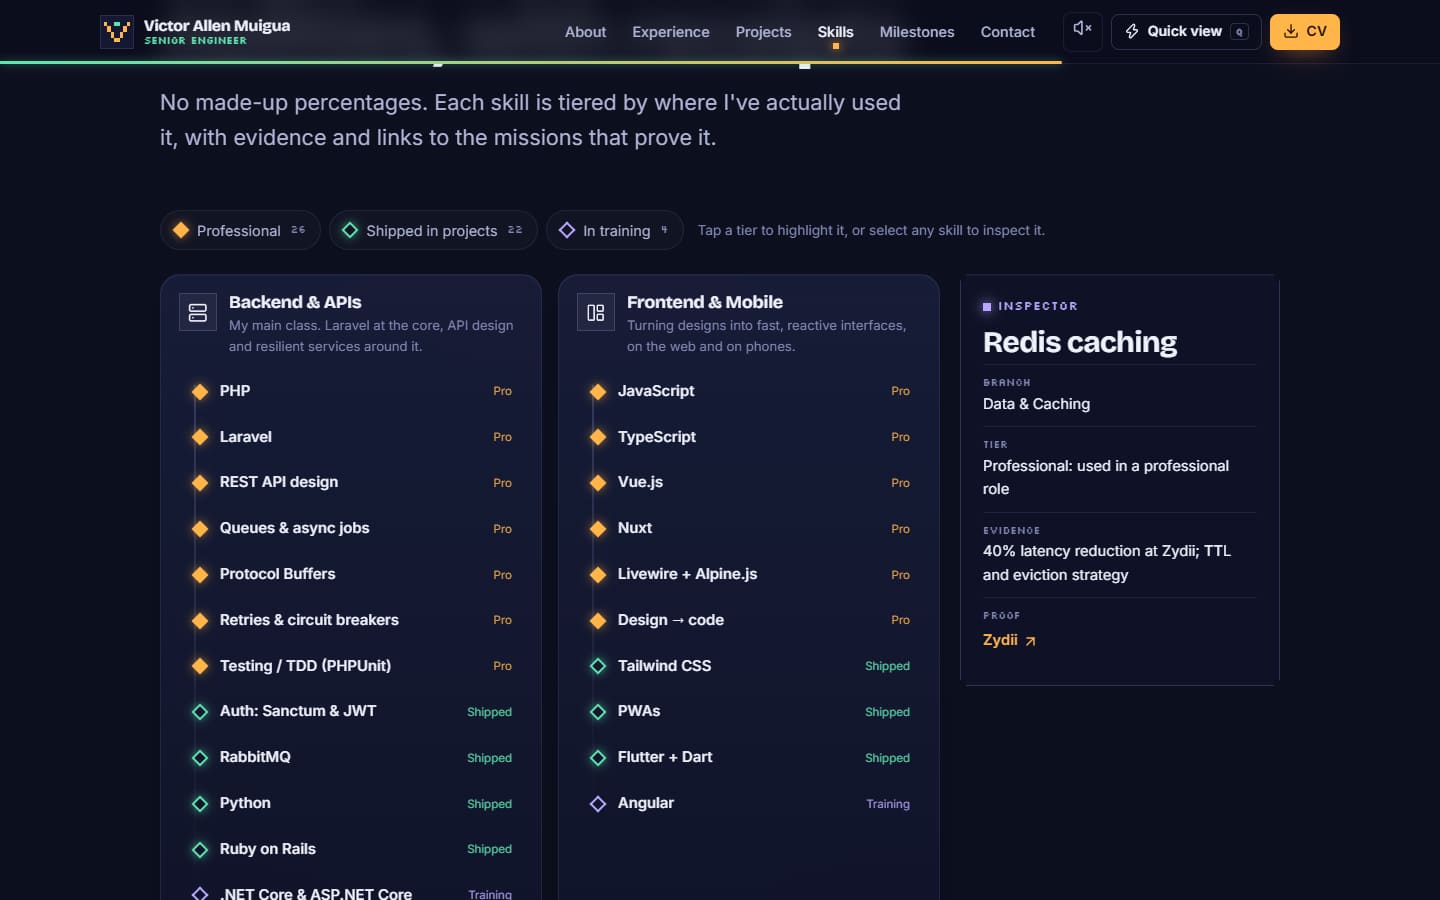 Victor Allen Muigua
SENIOR ENGINEER
About
Experience
Projects
Skills
Milestones
Contact
Quick view
Q
CV
No made-up percentages. Each skill is tiered by where I've actually used
it, with evidence and links to the missions that prove it.
Professional 26
Shipped in projects 22
In training 4
Tap a tier to highlight it, or select any skill to inspect it.
Backend & APIs
My main class. Laravel at the core, API design
and resilient services around it.
PHP Pro
Laravel Pro
REST API design Pro
Queues & async jobs Pro
Protocol Buffers Pro
Retries & circuit breakers Pro
Testing / TDD (PHPUnit) Pro
Auth: Sanctum & JWT Shipped
RabbitMQ Shipped
Python Shipped
Ruby on Rails Shipped
.NET Core & ASP.NET Core Training
Frontend & Mobile
Turning designs into fast, reactive interfaces,
on the web and on phones.
JavaScript Pro
TypeScript Pro
Vue.js Pro
Nuxt Pro
Livewire + Alpine.js Pro
Design → code Pro
Tailwind CSS Shipped
PWAs Shipped
Flutter + Dart Shipped
Angular Training
INSPECTOR
Redis caching
BRANCH
Data & Caching
TIER
Professional: used in a professional
role
EVIDENCE
40% latency reduction at Zydii; TTL
and eviction strategy
PROOF
Zydii ↗